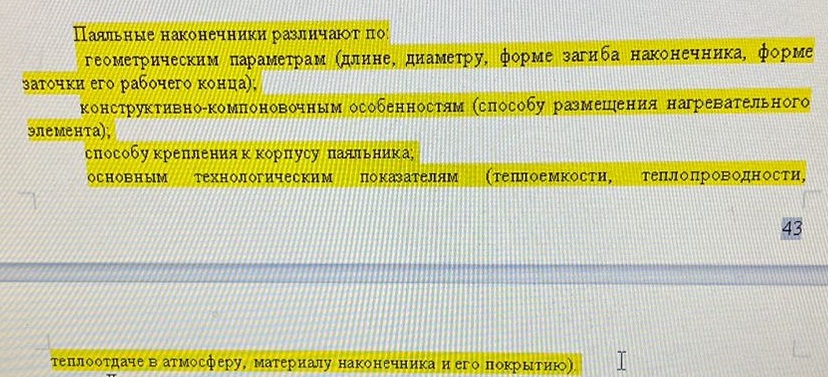 Паяльные наконечники различают по:
геометрическим параметрам (длине, диаметру, форме загиба наконечника, форме
заточки его рабочего конца);
конструктивно-компоновочным особенностям (способу размещения нагревательного
элемента);
способу крепления к корпусу паяльника;
основным технологическим показателям (теплоемкости, теплопроводности,
43
теплоотдаче в атмосферу, материалу наконечника и его покрытию).